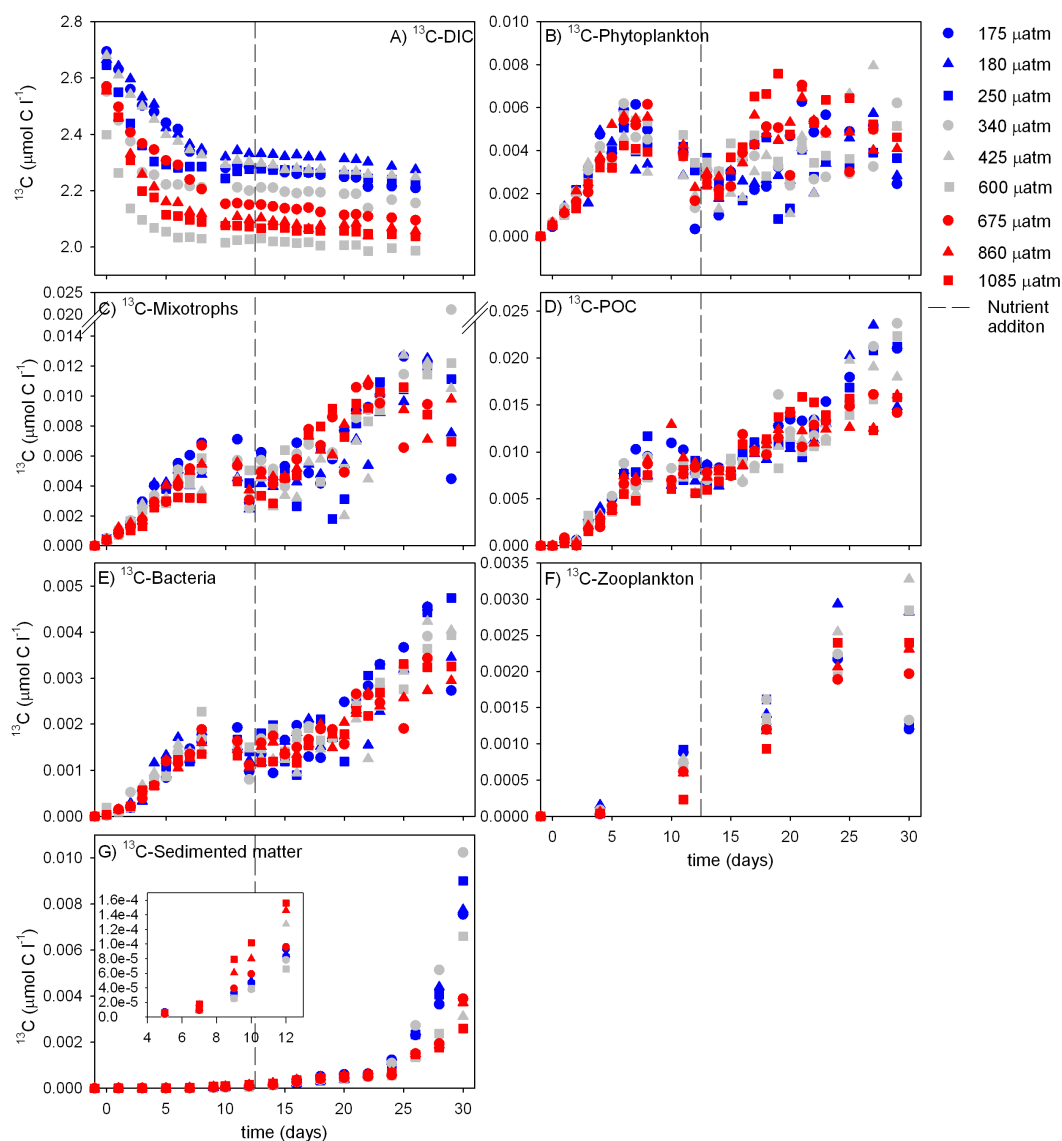 A) ¹³C-DIC
¹³C (μmol C l⁻¹)
2.8
2.6
2.4
2.2
2.0
B) ¹³C-Phytoplankton
0.010
0.008
0.006
0.004
0.002
0.000
175 μatm
180 μatm
250 μatm
340 μatm
425 μatm
600 μatm
675 μatm
860 μatm
1085 μatm
Nutrient
additon
C) ¹³C-Mixotrophs
¹³C (μmol C l⁻¹)
0.025
0.020
0.014
0.012
0.010
0.008
0.006
0.004
0.002
0.000
D) ¹³C-POC
0.025
0.020
0.015
0.010
0.005
0.000
E) ¹³C-Bacteria
¹³C (μmol C l⁻¹)
0.005
0.004
0.003
0.002
0.001
0.000
F) ¹³C-Zooplankton
0.0035
0.0030
0.0025
0.0020
0.0015
0.0010
0.0005
0.0000
0 5 10 15 20 25 30
time (days)
G) ¹³C-Sedimented matter
¹³C (μmol C l⁻¹)
0.010
0.008
0.006
0.004
0.002
0.000
1.6e-4
1.4e-4
1.2e-4
1.0e-4
8.0e-5
6.0e-5
4.0e-5
2.0e-5
0.0
4 6 8 10 12
0 5 10 15 20 25 30
time (days)